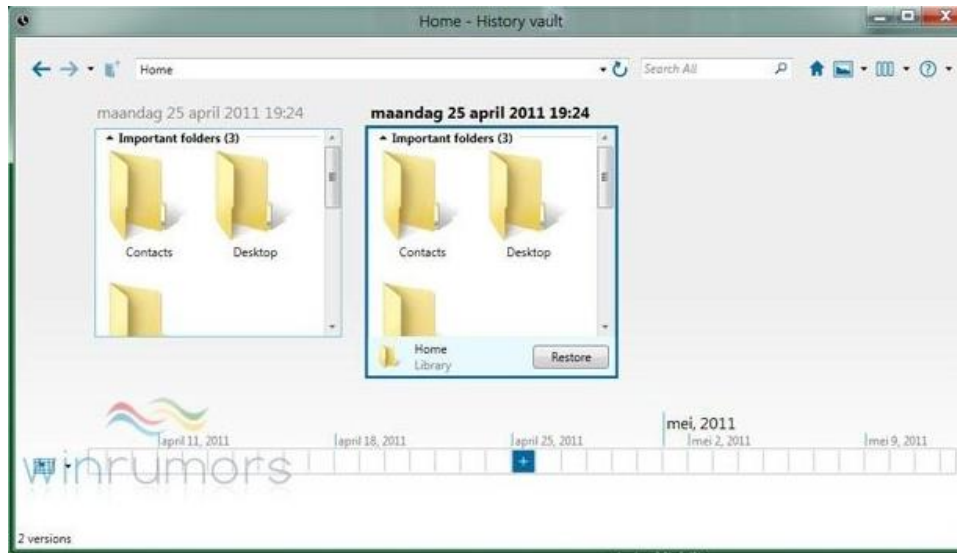 Home - History vault
Home
Search All
maandag 25 april 2011 19:24
Important folders (3)
Contacts
Desktop
maandag 25 april 2011 19:24
Important folders (3)
Contacts
Desktop
Home
Library
Restore
mei, 2011
april 11, 2011
april 18, 2011
april 25, 2011
mei 2, 2011
mei 9, 2011
winrumors
2 versions